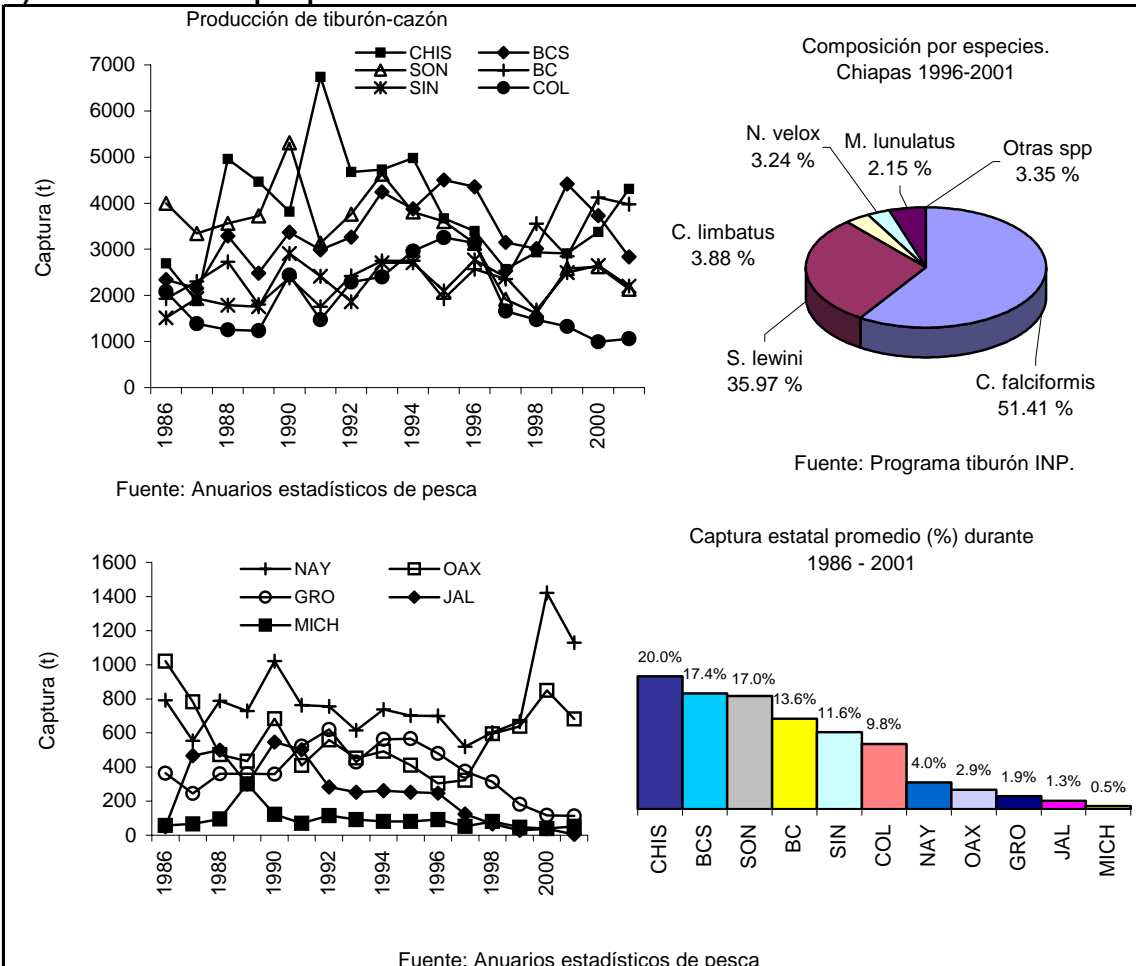 Producción de tiburón-cazón
CHIS
BCS
SON
BC
SIN
COL
7000
6000
5000
4000
3000
2000
1000
0
Captura (t)
1986
1988
1990
1992
1994
1996
1998
2000
Fuente: Anuarios estadísticos de pesca
Composición por especies.
Chiapas 1996-2001
N. velox
3.24 %
M. lunulatus
2.15 %
Otras spp
3.35 %
C. limbatus
3.88 %
S. lewini
35.97 %
C. falciformis
51.41 %
Fuente: Programa tiburón INP.
NAY
OAX
GRO
JAL
MICH
1600
1400
1200
1000
800
600
400
200
0
Captura (t)
1986
1988
1990
1992
1994
1996
1998
2000
Captura estatal promedio (%) durante
1986 - 2001
20.0%
17.4%
17.0%
13.6%
11.6%
9.8%
4.0%
2.9%
1.9%
1.3%
0.5%
CHIS
BCS
SON
BC
SIN
COL
NAY
OAX
GRO
JAL
MICH
Fuente: Anuarios estadísticos de pesca